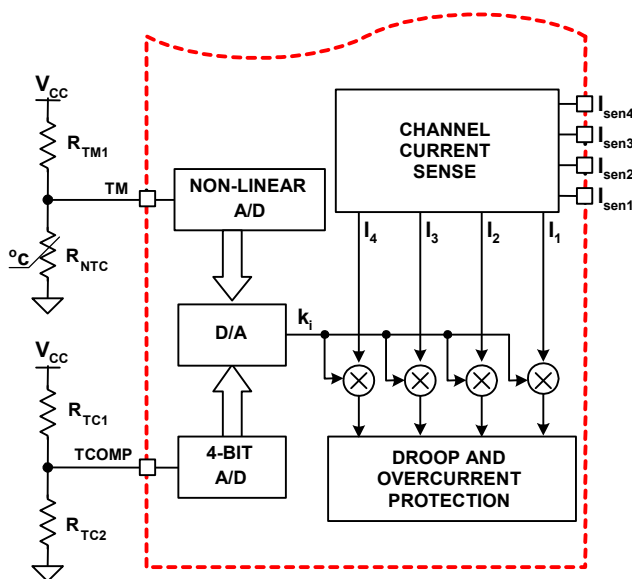 VCC
RTM1
TM
oC
RNTC
VCC
RTC1
TCOMP
RTC2
NON-LINEAR
A/D
D/A
ki
4-BIT
A/D
CHANNEL
CURRENT
SENSE
Isen4
Isen3
Isen2
Isen1
I4
I3
I2
I1
DROOP AND
OVERCURRENT
PROTECTION